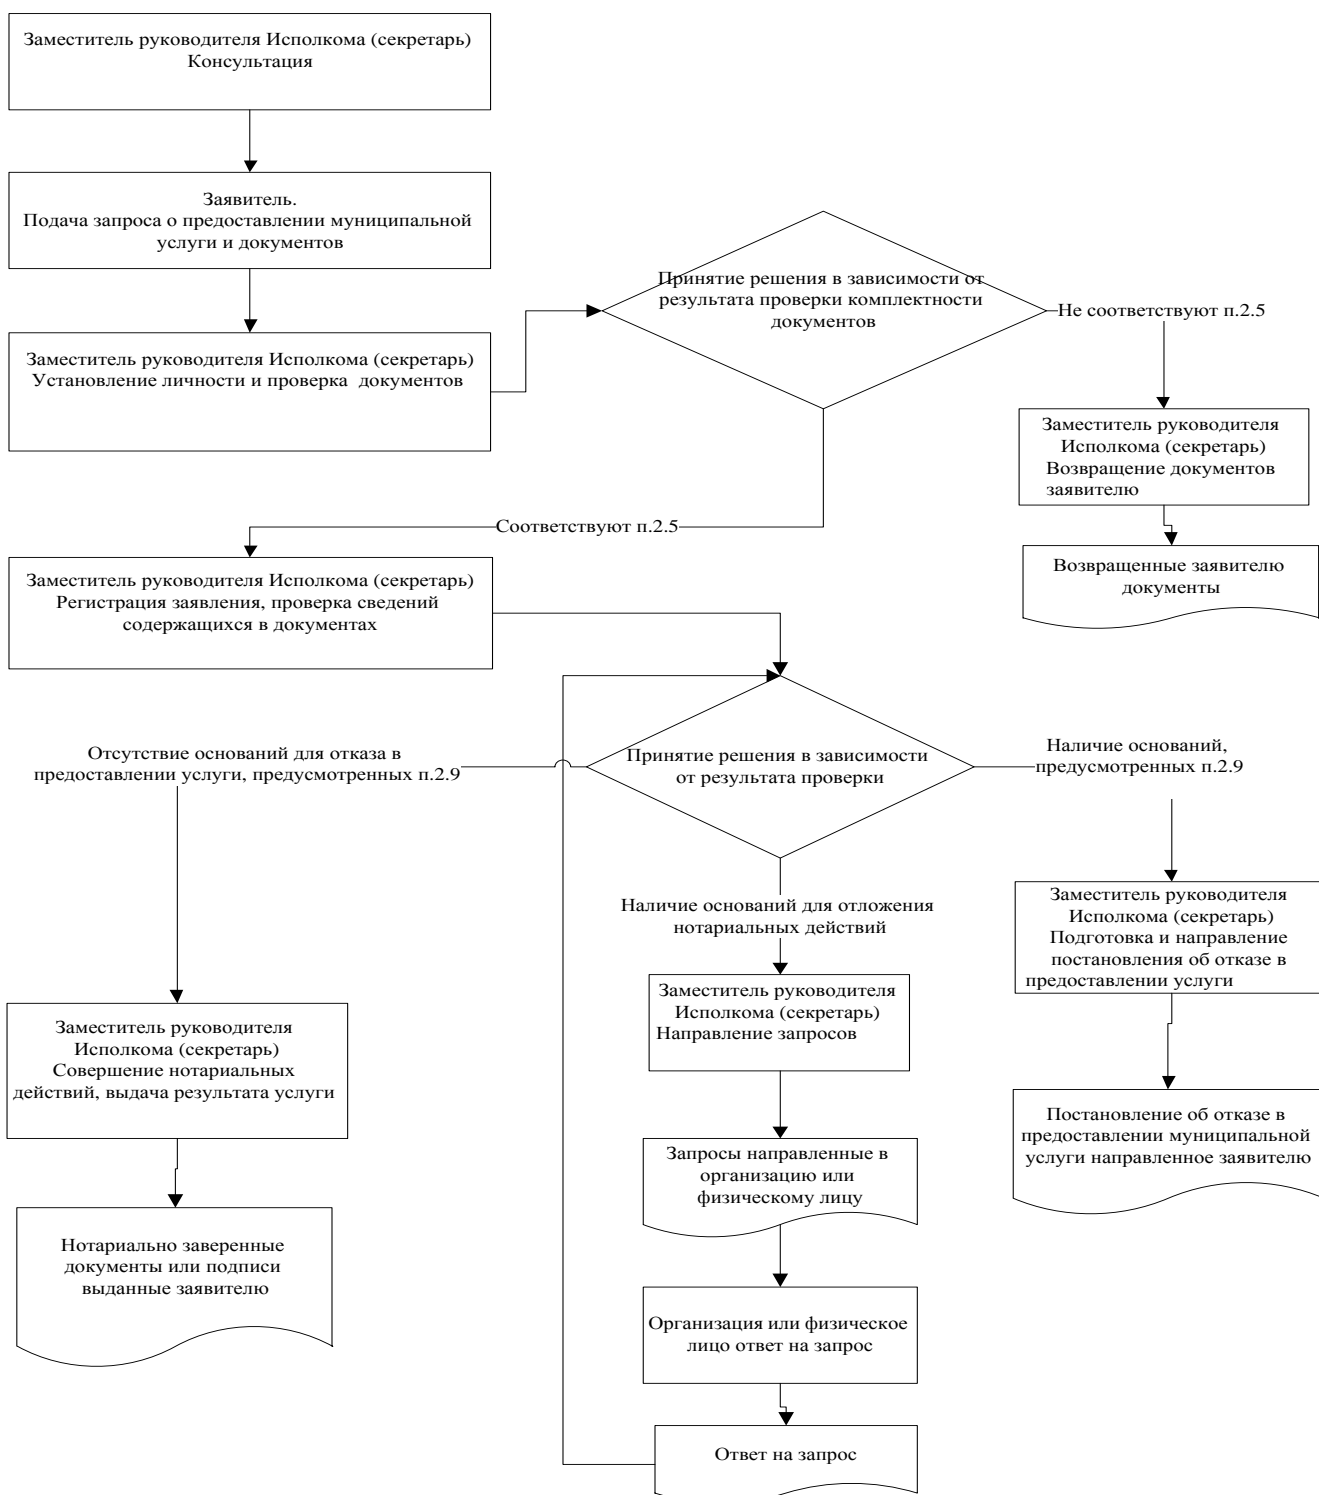 Заместитель руководителя Исполкома (секретарь)
Консультация
Заявитель.
Подача запроса о предоставлении муниципальной
услуги и документов
Заместитель руководителя Исполкома (секретарь)
Установление личности и проверка документов
Принятие решения в зависимости от
результата проверки комплектности
документов
Не соответствуют п.2.5
Заместитель руководителя
Исполкома (секретарь)
Возвращение документов
заявителю
Возвращенные заявителю
документы
Соответствуют п.2.5
Заместитель руководителя Исполкома (секретарь)
Регистрация заявления, проверка сведений
содержащихся в документах
Принятие решения в зависимости
от результата проверки
Отсутствие оснований для отказа в
предоставлении услуги, предусмотренных п.2.9
Наличие оснований,
предусмотренных п.2.9
Наличие оснований для отложения
нотариальных действий
Заместитель руководителя
Исполкома (секретарь)
Подготовка и направление
постановления об отказе в
предоставлении услуги
Заместитель руководителя
Исполкома (секретарь)
Направление запросов
Заместитель руководителя
Исполкома (секретарь)
Совершение нотариальных
действий, выдача результата услуги
Постановление об отказе в
предоставлении муниципальной
услуги направленное заявителю
Запросы направленные в
организацию или
физическому лицу
Нотариально заверенные
документы или подписи
выданные заявителю
Организация или физическое
лицо ответ на запрос
Ответ на запрос